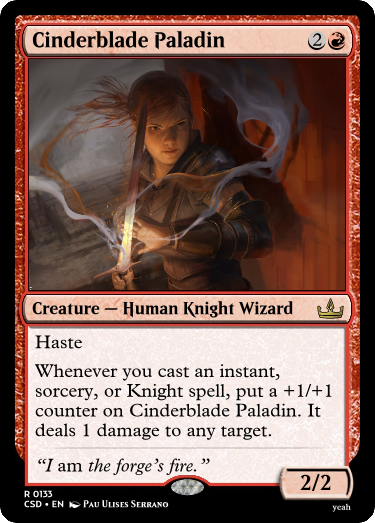 Cinderblade Paladin 2
Creature — Human Knight Wizard
Haste
Whenever you cast an instant,
sorcery, or Knight spell, put a +1/+1
counter on Cinderblade Paladin. It
deals 1 damage to any target.
“I am the forge’s fire.”
2/2
R 0133
CSD • EN Pau Ulises Serrano
yeah